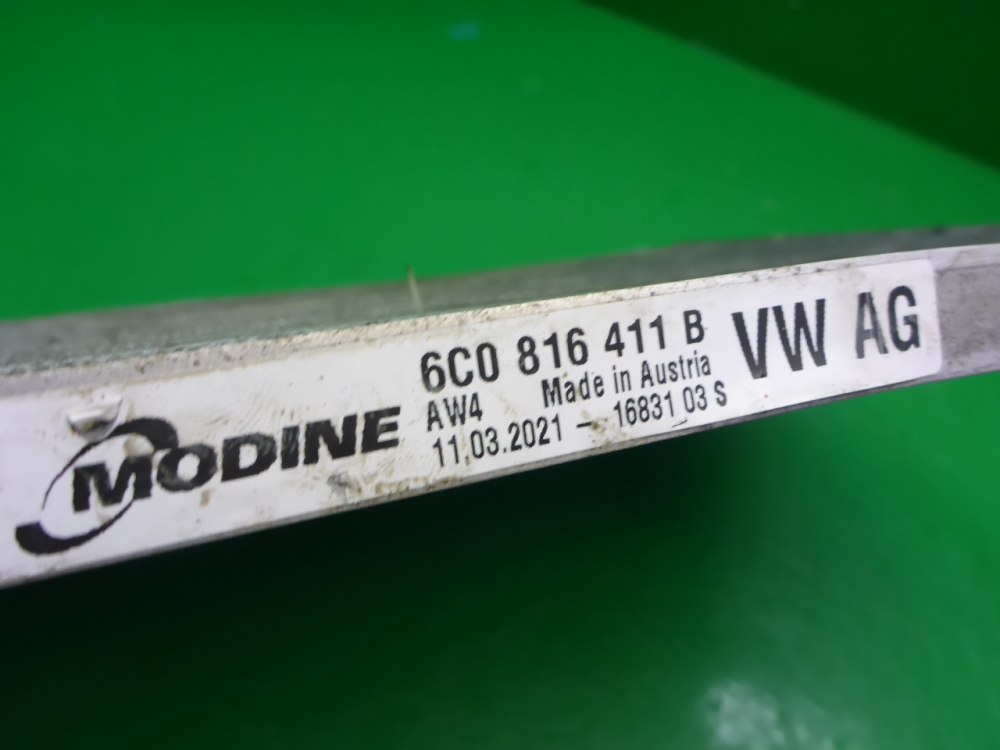 MODINE
6C0 816 411 B
AW4 Made in Austria
11.03.2021 - 16831 03 S
VW AG